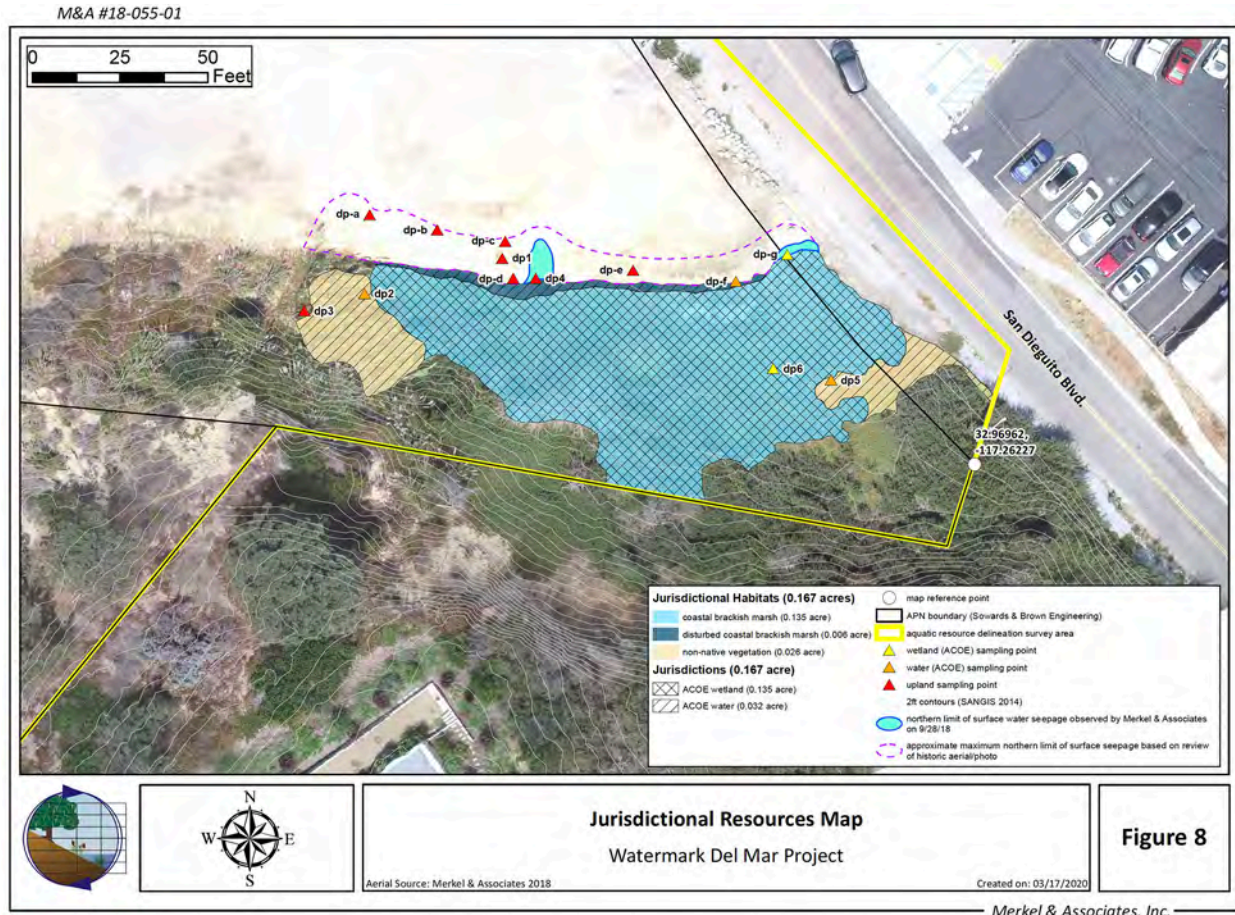 M&A #18-055-01
0 25 50
Feet
dp-a
dp-b
dp-c
dp1
dp-d
dp4
dp-e
dp-f
dp-g
dp2
dp3
dp6
dp5
San Dieguito Blvd.
32.96962,
-117.26227
Jurisdictional Habitats (0.167 acres)
coastal brackish marsh (0.135 acre)
disturbed coastal brackish marsh (0.006 acre)
non-native vegetation (0.026 acre)
Jurisdictions (0.167 acre)
ACOE wetland (0.135 acre)
ACOE water (0.032 acre)
map reference point
APN boundary (Sowards & Brown Engineering)
aquatic resource delineation survey area
wetland (ACOE) sampling point
water (ACOE) sampling point
upland sampling point
2ft contours (SANGIS 2014)
northern limit of surface water seepage observed by Merkel & Associates
on 9/28/18
approximate maximum northern limit of surface seepage based on review
of historic aerial/photo
N
W E
S
Jurisdictional Resources Map
Watermark Del Mar Project
Aerial Source: Merkel & Associates 2018
Created on: 03/17/2020
Figure 8
Merkel & Associates, Inc.